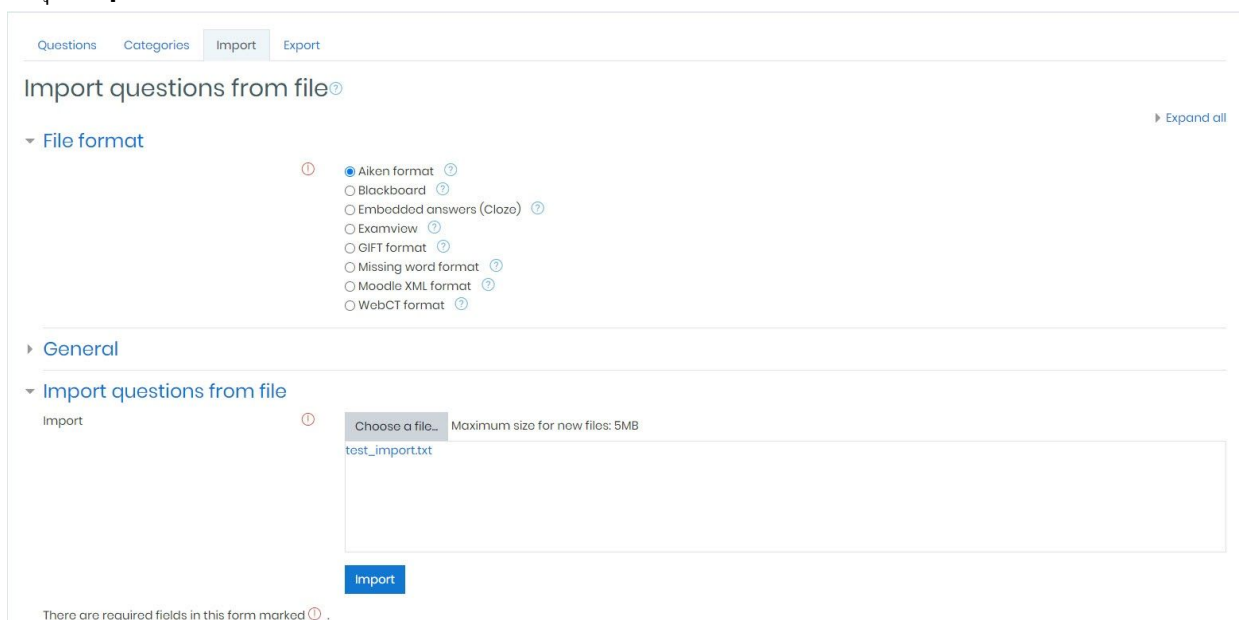 Questions Categories Import Export
Import questions from file
Expand all
File format
Aiken format
Blackboard
Embedded answers (Cloze)
Examview
GIFT format
Missing word format
Moodle XML format
WebCT format
General
Import questions from file
Import
Choose a file... Maximum size for new files: 5MB
test_import.txt
Import
There are required fields in this form marked .